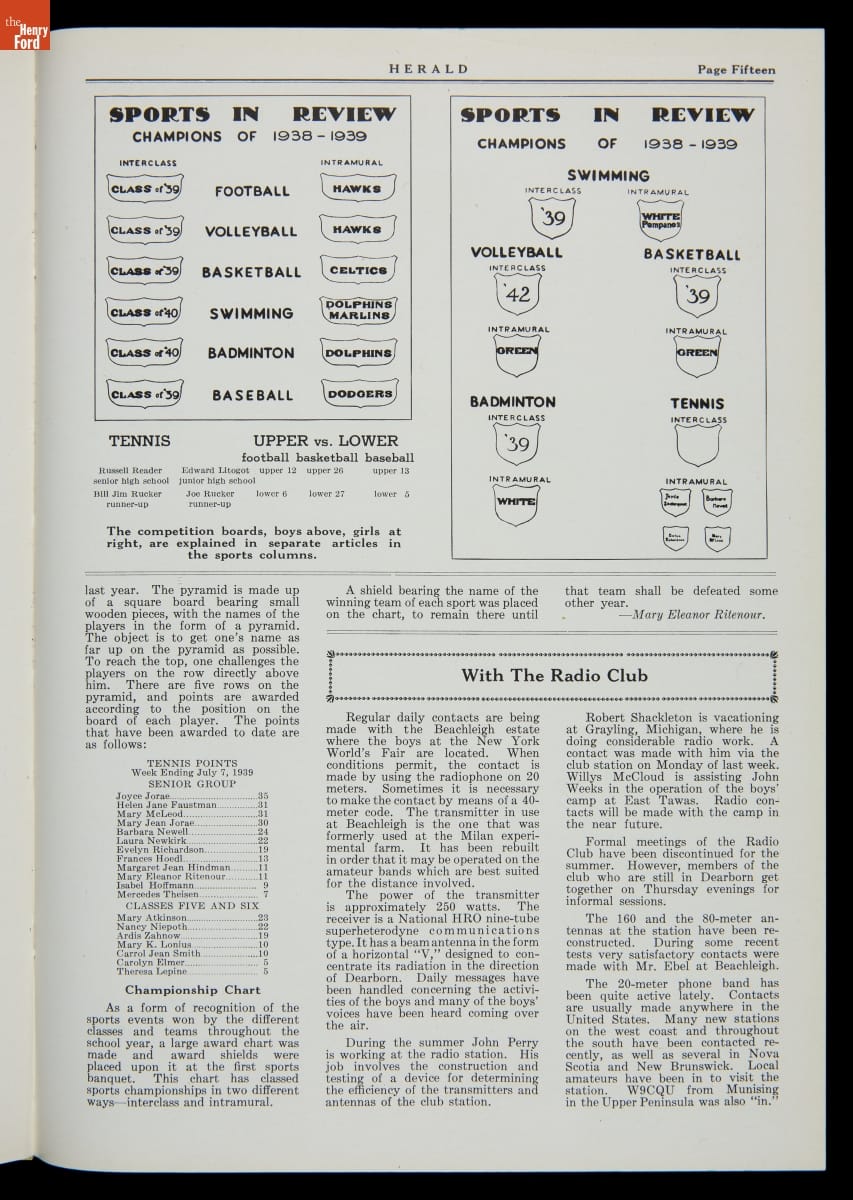 the
Henry
Ford
HERALD
Page Fifteen
SPORTS IN REVIEW
CHAMPIONS OF 1938 - 1939
INTERCLASS INTRAMURAL
CLASS of '39 FOOTBALL HAWKS
CLASS of '39 VOLLEYBALL HAWKS
CLASS of '39 BASKETBALL CELTICS
CLASS of '40 SWIMMING DOLPHINS MARLINS
CLASS of '40 BADMINTON DOLPHINS
CLASS of '39 BASEBALL DODGERS
TENNIS UPPER vs. LOWER
football basketball baseball
Russell Reader Edward Litogot upper 12 upper 26 upper 13
senior high school junior high school
Bill Jim Rucker Joe Rucker lower 6 lower 27 lower 5
runner-up runner-up
The competition boards, boys above, girls at
right, are explained in separate articles in
the sports columns.
SPORTS IN REVIEW
CHAMPIONS OF 1938 - 1939
SWIMMING
INTERCLASS INTRAMURAL
'39 WHITE
Pompanos
VOLLEYBALL BASKETBALL
INTERCLASS INTERCLASS
'42 '39
INTRAMURAL INTRAMURAL
GREEN GREEN
BADMINTON TENNIS
INTERCLASS INTERCLASS
'39
INTRAMURAL INTRAMURAL
WHITE
Barbara
Newell
last year. The pyramid is made up
of a square board bearing small
wooden pieces, with the names of the
players in the form of a pyramid.
The object is to get one's name as
far up on the pyramid as possible.
To reach the top, one challenges the
players on the row directly above
him. There are five rows on the
pyramid, and points are awarded
according to the position on the
board of each player. The points
that have been awarded to date are
as follows:
TENNIS POINTS
Week Ending July 7, 1939
SENIOR GROUP
Joyce Jorae 35
Helen Jane Faustman 31
Mary McLeod 31
Mary Jean Jorae 30
Barbara Newell 24
Laura Newkirk 22
Evelyn Richardson 19
Frances Hoedl 13
Margaret Jean Hindman 11
Mary Eleanor Ritenour 11
Isabel Hoffmann 9
Mercedes Theisen 7
CLASSES FIVE AND SIX
Mary Atkinson 23
Nancy Niepoth 22
Ardis Zahnow 19
Mary K. Lonius 10
Carrol Jean Smith 10
Carolyn Elmer 5
Theresa Lepine 5
Championship Chart
As a form of recognition of the
sports events won by the different
classes and teams throughout the
school year, a large award chart was
made and award shields were
placed upon it at the first sports
banquet. This chart has classed
sports championships in two different
ways—interclass and intramural.
A shield bearing the name of the
winning team of each sport was placed
on the chart, to remain there until
that team shall be defeated some
other year.
—Mary Eleanor Ritenour.
With The Radio Club
Regular daily contacts are being
made with the Beachleigh estate
where the boys at the New York
World's Fair are located. When
conditions permit, the contact is
made by using the radiophone on 20
meters. Sometimes it is necessary
to make the contact by means of a 40-
meter code. The transmitter in use
at Beachleigh is the one that was
formerly used at the Milan experi-
mental farm. It has been rebuilt
in order that it may be operated on the
amateur bands which are best suited
for the distance involved.
The power of the transmitter
is approximately 250 watts. The
receiver is a National HRO nine-tube
superheterodyne communications
type. It has a beam antenna in the form
of a horizontal "V," designed to con-
centrate its radiation in the direction
of Dearborn. Daily messages have
been handled concerning the activi-
ties of the boys and many of the boys'
voices have been heard coming over
the air.
During the summer John Perry
is working at the radio station. His
job involves the construction and
testing of a device for determining
the efficiency of the transmitters and
antennas of the club station.
Robert Shackleton is vacationing
at Grayling, Michigan, where he is
doing considerable radio work. A
contact was made with him via the
club station on Monday of last week.
Willys McCloud is assisting John
Weeks in the operation of the boys'
camp at East Tawas. Radio con-
tacts will be made with the camp in
the near future.
Formal meetings of the Radio
Club have been discontinued for the
summer. However, members of the
club who are still in Dearborn get
together on Thursday evenings for
informal sessions.
The 160 and the 80-meter an-
tennas at the station have been re-
constructed. During some recent
tests very satisfactory contacts were
made with Mr. Ebel at Beachleigh.
The 20-meter phone band has
been quite active lately. Contacts
are usually made anywhere in the
United States. Many new stations
on the west coast and throughout
the south have been contacted re-
cently, as well as several in Nova
Scotia and New Brunswick. Local
amateurs have been in to visit the
station. W9CQU from Munising
in the Upper Peninsula was also "in."